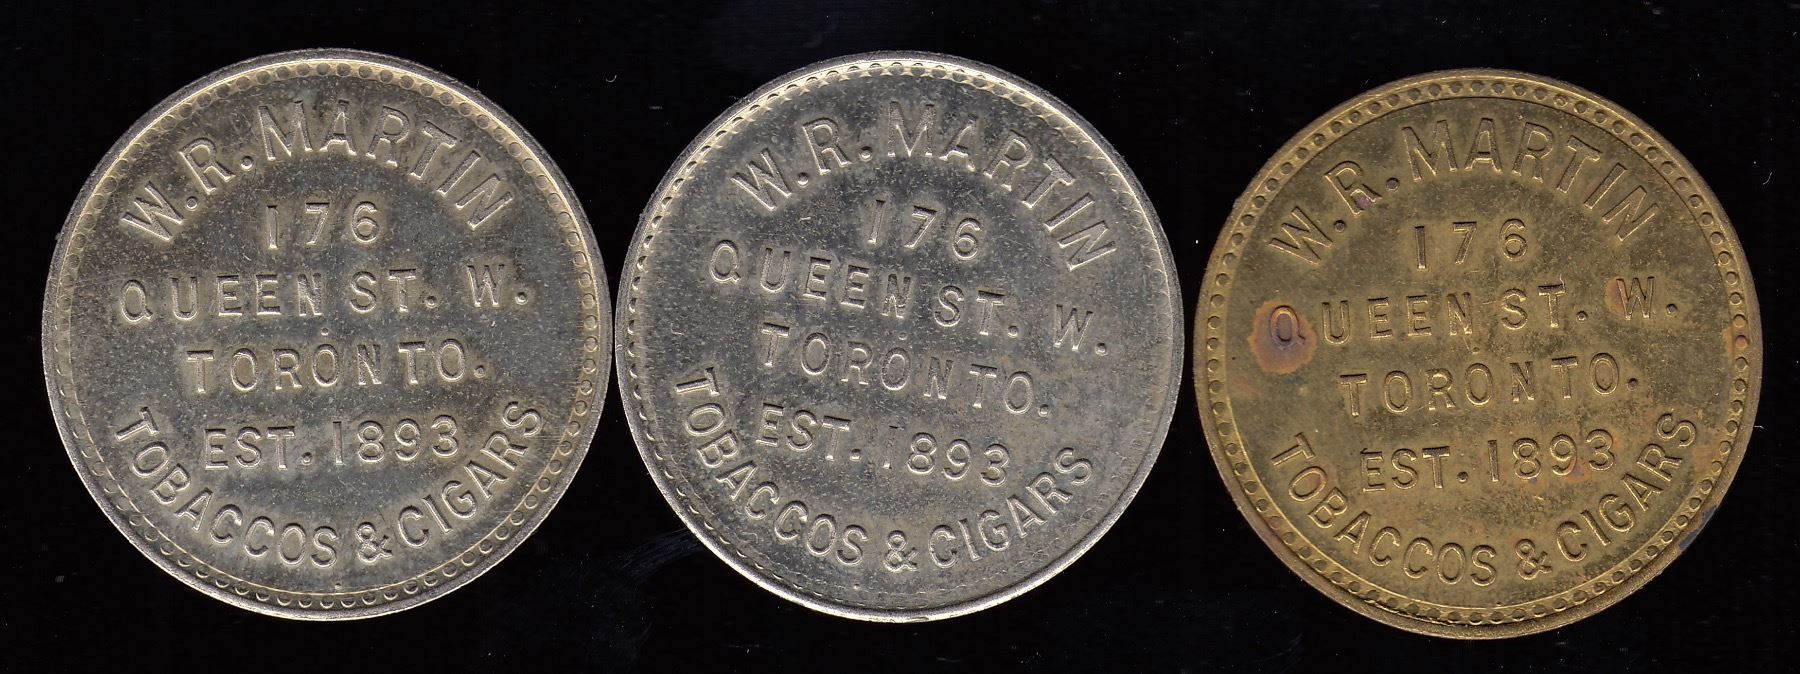 W. R. MARTIN
176
QUEEN ST. W.
TORONTO.
EST. 1893
TOBACCOS & CIGARS
W. R. MARTIN
176
QUEEN ST. W.
TORONTO.
EST. 1893
TOBACCOS & CIGARS
W. R. MARTIN
176
QUEEN ST. W.
TORONTO.
EST. 1893
TOBACCOS & CIGARS